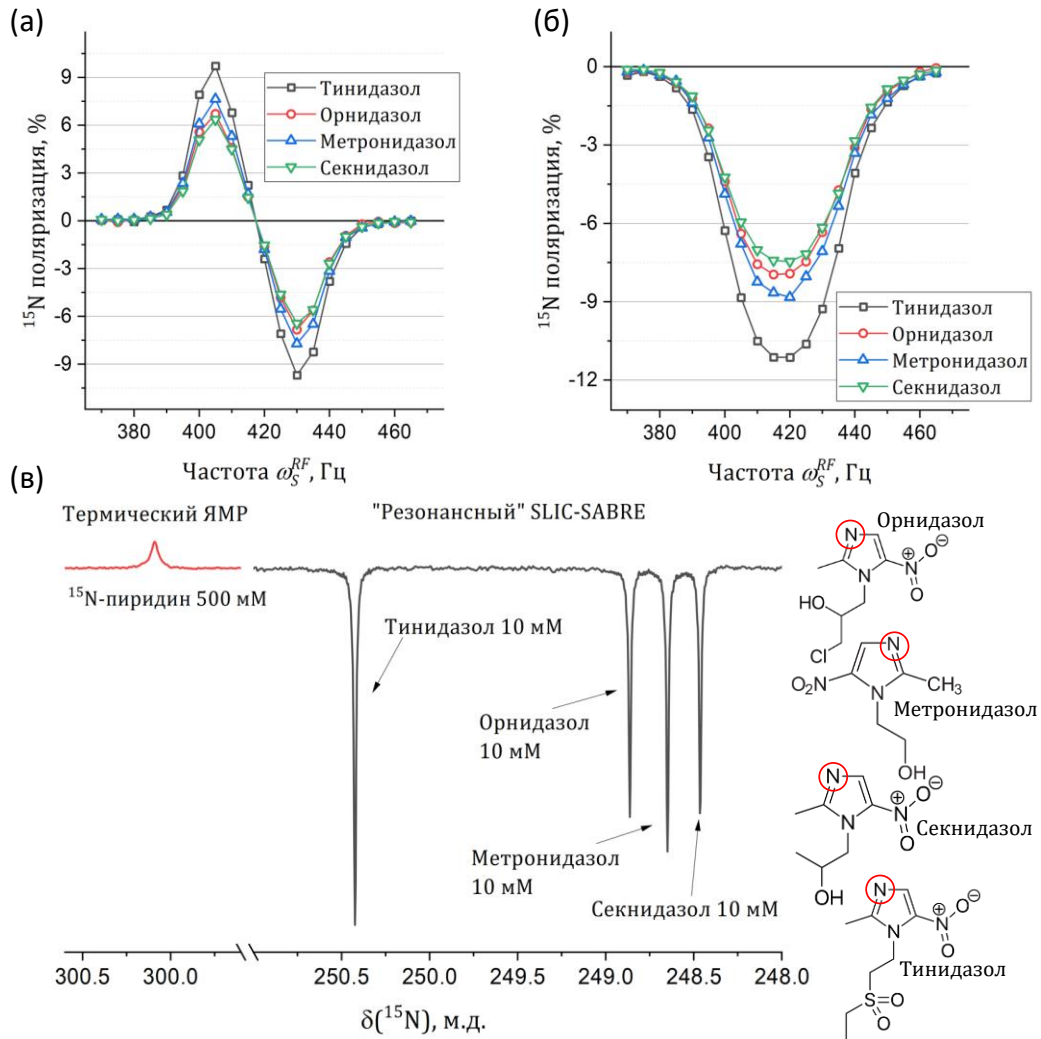 (а)
(б)
15N поляризация, %
9
6
3
0
-3
-6
-9
380
400
420
440
460
Частота ωSRF, Гц
Тинидазол
Орнидазол
Метронидазол
Секнидазол
15N поляризация, %
0
-3
-6
-9
-12
380
400
420
440
460
Частота ωSRF, Гц
Тинидазол
Орнидазол
Метронидазол
Секнидазол
(в)
Термический ЯМР
"Резонансный" SLIC-SABRE
15N-пиридин 500 мМ
Тинидазол 10 мМ
Орнидазол
10 мМ
Метронидазол
10 мМ
Секнидазол 10 мМ
300.5
300.0
250.5
250.0
249.5
249.0
248.5
248.0
δ(15N), м.д.
Орнидазол
N
N
N
O
O
HO
Cl
N
O2N
N
CH3
Метронидазол
OH
N
N
N
O
O
Секнидазол
OH
N
N
N
O
O
Тинидазол
S
O
O